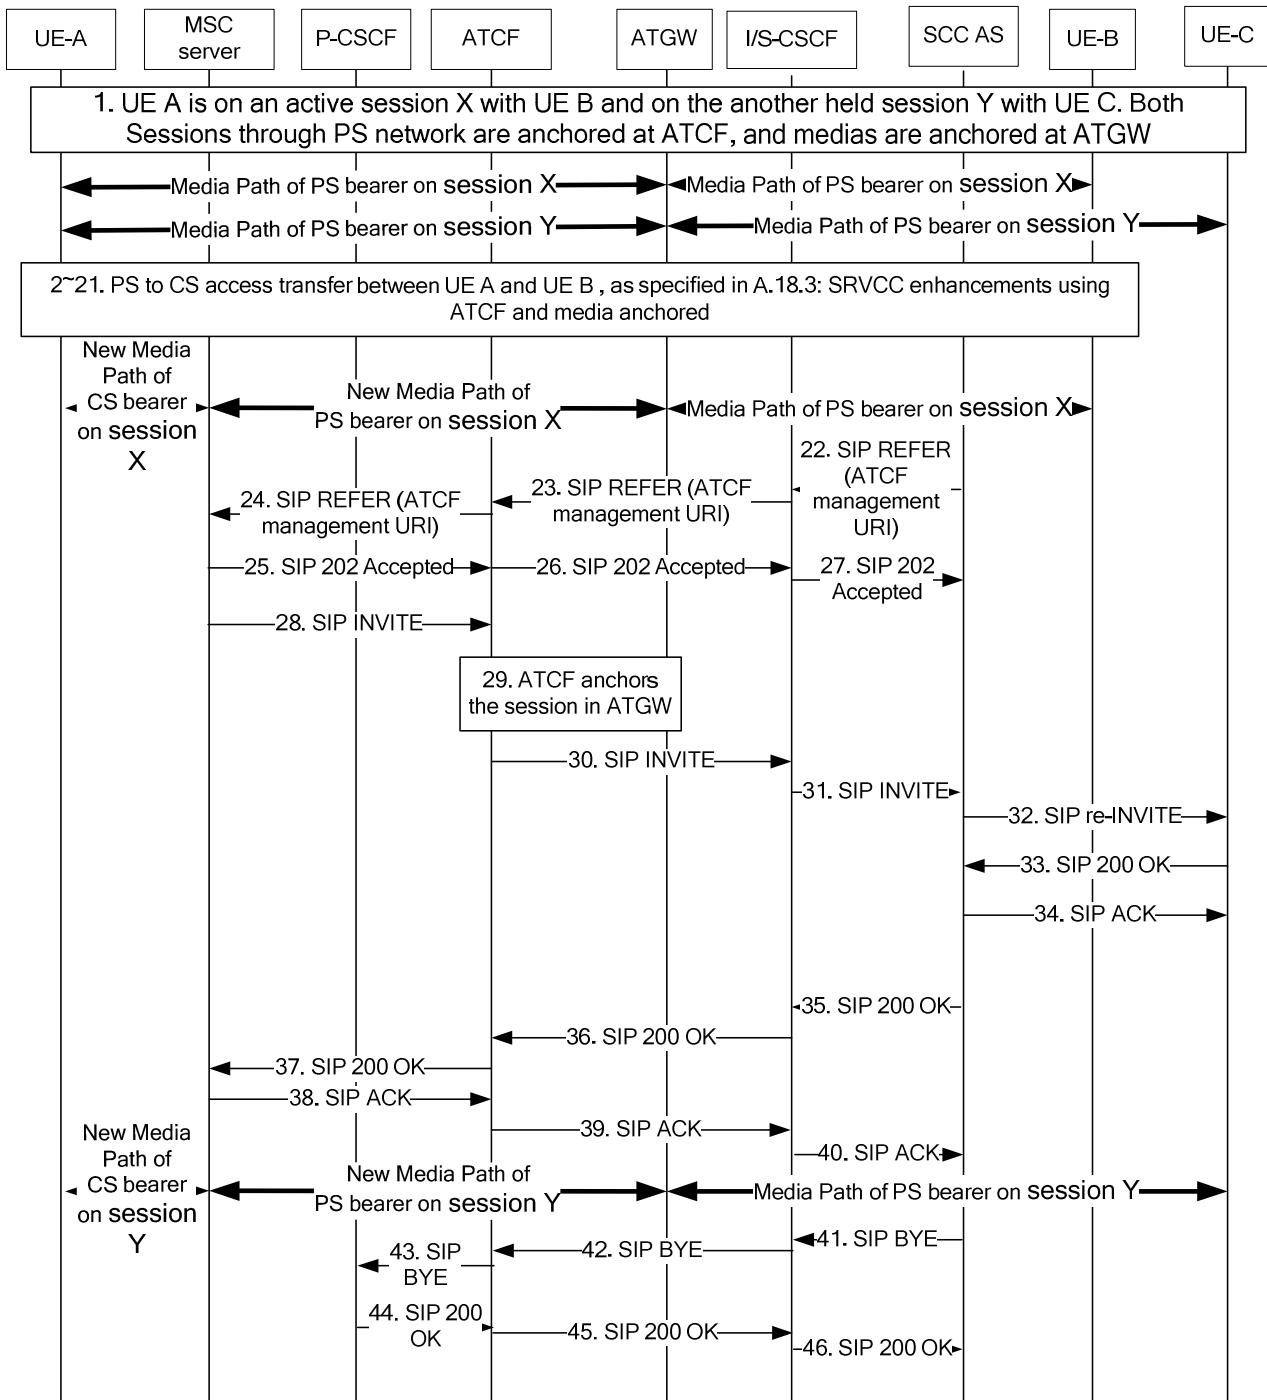 UE-A
MSC
server
P-CSCF
ATCF
ATGW
I/S-CSCF
SCC AS
UE-B
UE-C
1. UE A is on an active session X with UE B and on the another held session Y with UE C. Both
Sessions through PS network are anchored at ATCF, and medias are anchored at ATGW
Media Path of PS bearer on session X
Media Path of PS bearer on session X
Media Path of PS bearer on session Y
Media Path of PS bearer on session Y
2~21. PS to CS access transfer between UE A and UE B , as specified in A.18.3: SRVCC enhancements using
ATCF and media anchored
New Media
Path of
CS bearer
on session
X
New Media Path of
PS bearer on session X
Media Path of PS bearer on session X
22. SIP REFER
(ATCF
management
URI)
23. SIP REFER (ATCF
management URI)
24. SIP REFER (ATCF
management URI)
25. SIP 202 Accepted
26. SIP 202 Accepted
27. SIP 202
Accepted
28. SIP INVITE
29. ATCF anchors
the session in ATGW
30. SIP INVITE
31. SIP INVITE
32. SIP re-INVITE
33. SIP 200 OK
34. SIP ACK
35. SIP 200 OK
36. SIP 200 OK
37. SIP 200 OK
38. SIP ACK
39. SIP ACK
40. SIP ACK
New Media
Path of
CS bearer
on session
Y
New Media Path of
PS bearer on session Y
Media Path of PS bearer on session Y
41. SIP BYE
42. SIP BYE
43. SIP
BYE
44. SIP 200
OK
45. SIP 200 OK
46. SIP 200 OK